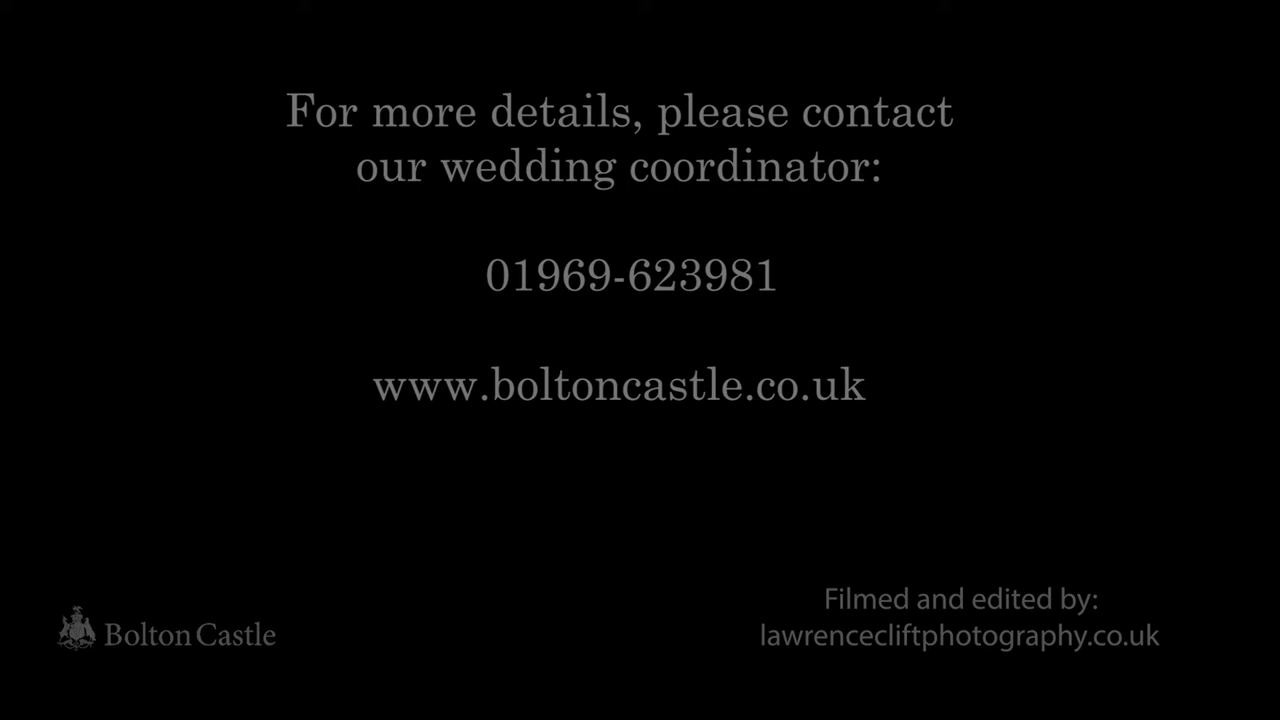 For more details, please contact
our wedding coordinator:
01969-623981
www.boltoncastle.co.uk
Bolton Castle
Filmed and edited by:
lawrencecliftphotography.co.uk